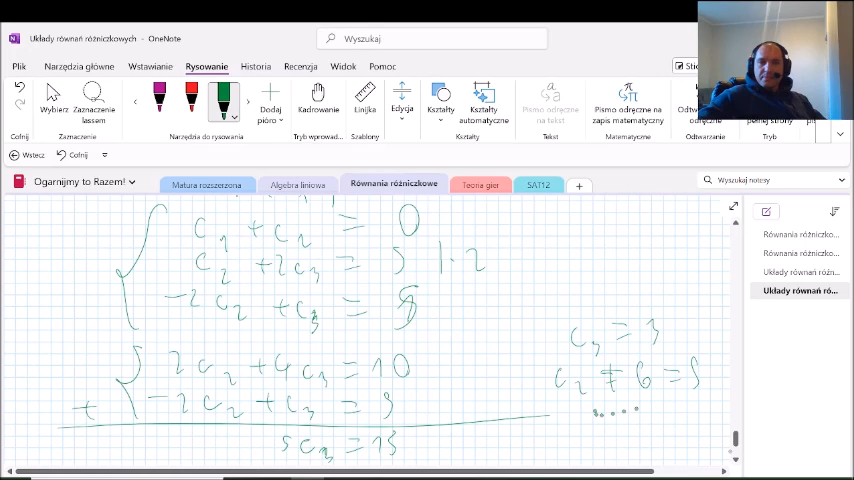 Układy równań różniczkowych - OneNote
Wyszukaj
Plik Narzędzia główne Wstawianie Rysowanie Historia Recenzja Widok Pomoc
Wybierz Zaznaczenie lassem Dodaj pióro Kadrowanie Linijka Edycja Kształty Kształty automatyczne Pismo odręczne na tekst Pismo odręczne na zapis matematyczny
Cofnij Zaznaczenie Narzędzia do rysowania Tryb wprowad... Szablony Kształty Tekst Matematyczne Odtwarzanie Tryb
Wstecz Cofnij
Ogarnijmy to Razem! Matura rozszerzona Algebra liniowa Równania różniczkowe Teoria gier SAT12 + Wyszukaj notesy
Równania różniczko...
Równania różniczko...
Układy równań różn...
Układy równań ró...
+ c₂ = 0
c₂ + 2c₃ = 5 | · 2
-2c₂ + c₃ =
2c₂ + 4c₃ = 10
+ -2c₂ + c₃ = 5
5c₃ = 15
c₃ = 3
c₂ + 6 = 5
.....